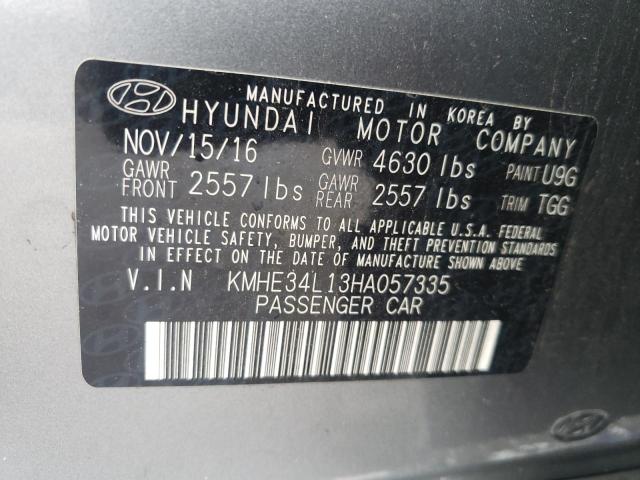 MANUFACTURED IN KOREA BY
HYUNDAI MOTOR COMPANY
NOV/15/16 GVWR 4630 lbs PAINT U9G
GAWR FRONT 2557 lbs GAWR REAR 2557 lbs TRIM TGG
THIS VEHICLE CONFORMS TO ALL APPLICABLE U.S.A. FEDERAL
MOTOR VEHICLE SAFETY, BUMPER, AND THEFT PREVENTION STANDARDS
IN EFFECT ON THE DATE OF MANUFACTURE SHOWN ABOVE.
V.I.N KMHE34L13HA057335
PASSENGER CAR